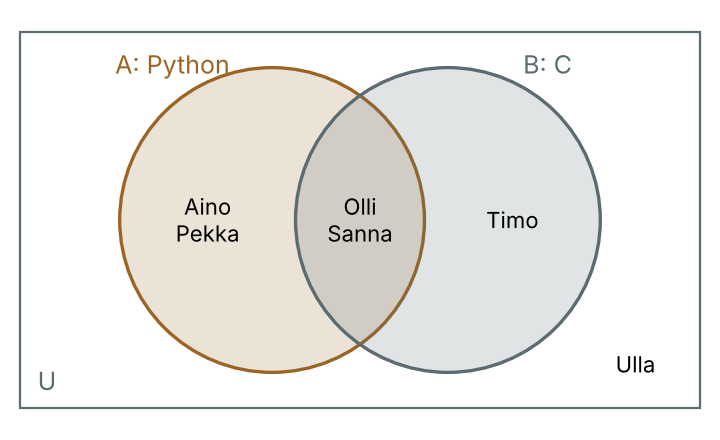 A: Python
B: C
Aino
Pekka
Olli
Sanna
Timo
Ulla
U